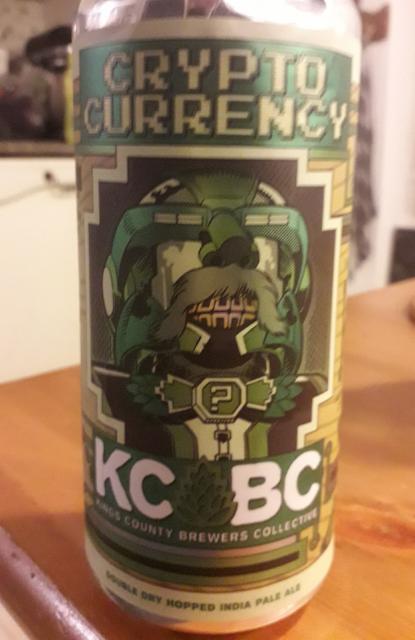 CRYPTO
CURRENCY
?
KC BC
KINGS COUNTY BREWERS COLLECTIVE
DOUBLE DRY HOPPED INDIA PALE ALE